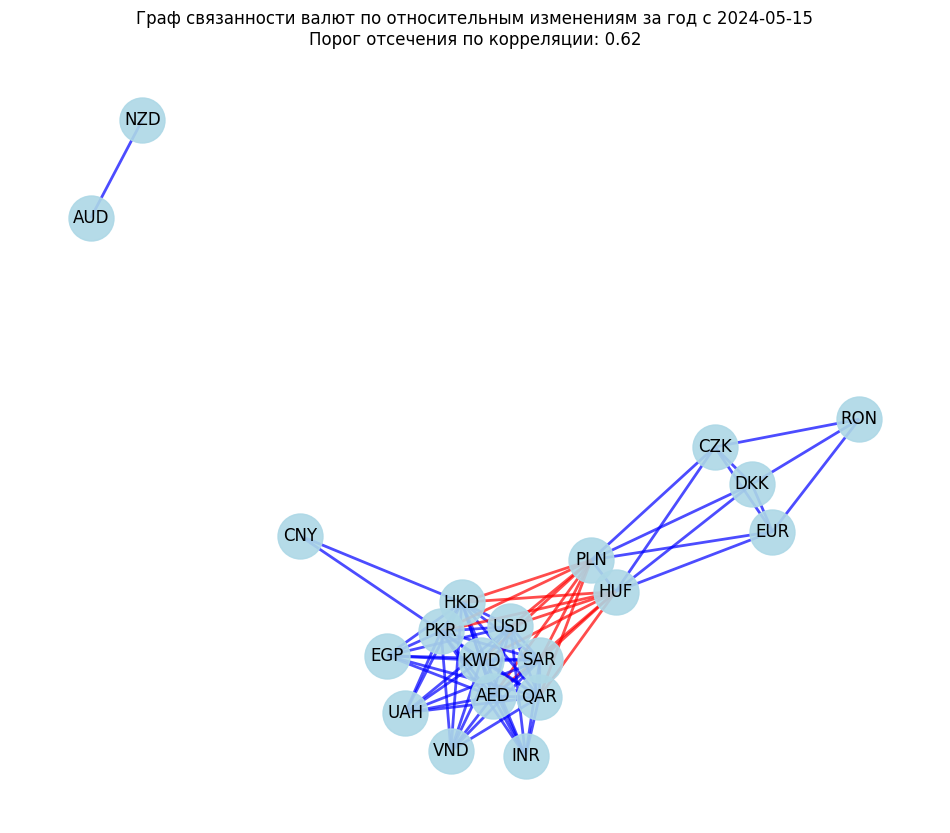 Граф связанности валют по относительным изменениям за год с 2024-05-15
Порог отсечения по корреляции: 0.62
NZD
AUD
RON
CZK
DKK
EUR
CNY
PLN
HUF
HKD
USD
PKR
EGP
KWD
SAR
AED
QAR
UAH
VND
INR